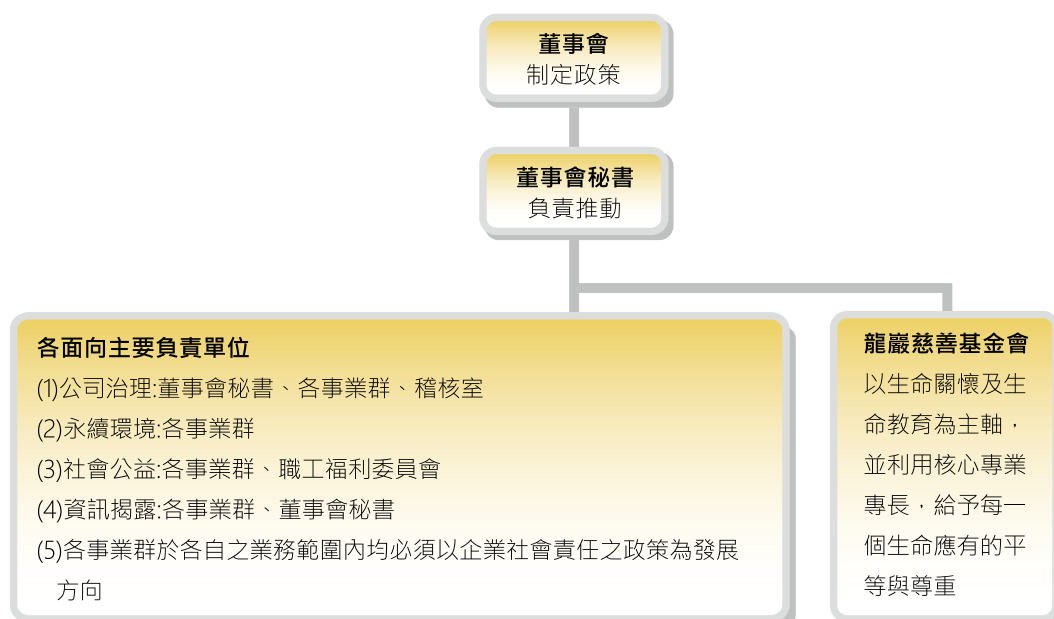 董事會
制定政策
董事會秘書
負責推動
各面向主要負責單位
(1)公司治理:董事會秘書、各事業群、稽核室
(2)永續環境:各事業群
(3)社會公益:各事業群、職工福利委員會
(4)資訊揭露:各事業群、董事會秘書
(5)各事業群於各自之業務範圍內均必須以企業社會責任之政策為發展
方向
龍巖慈善基金會
以生命關懷及生
命教育為主軸，
並利用核心專業
專長，給予每一
個生命應有的平
等與尊重